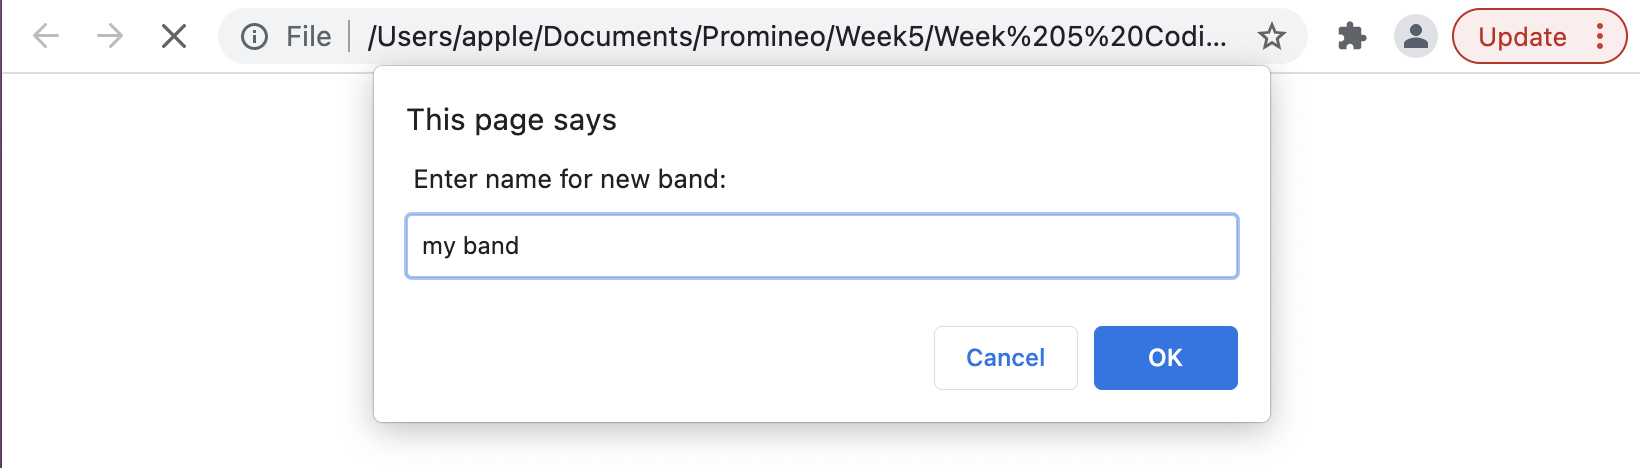 File /Users/apple/Documents/Promineo/Week5/Week%205%20Codi... Update
This page says
Enter name for new band:
my band
Cancel OK